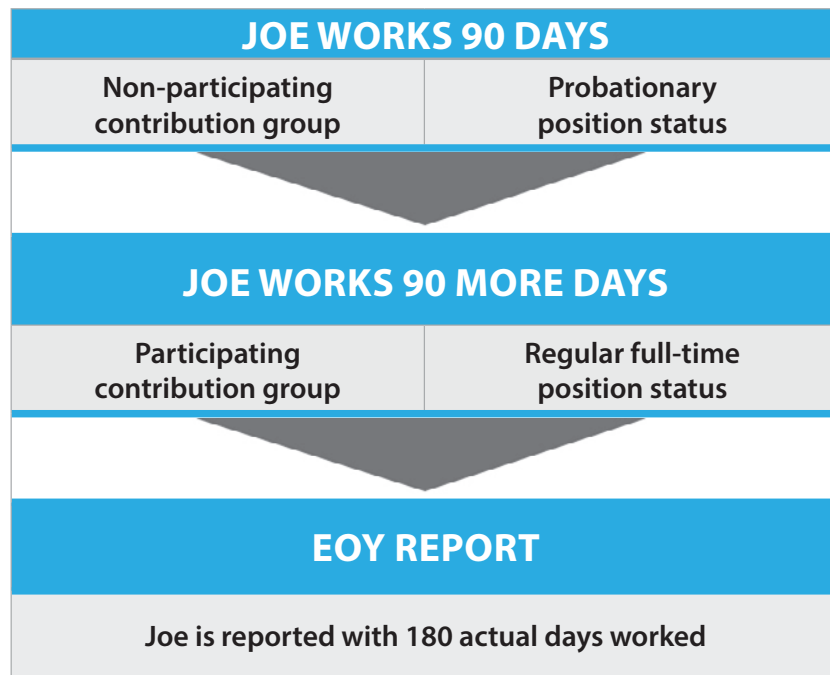 JOE WORKS 90 DAYS
Non-participating
contribution group
Probationary
position status
JOE WORKS 90 MORE DAYS
Participating
contribution group
Regular full-time
position status
EOY REPORT
Joe is reported with 180 actual days worked